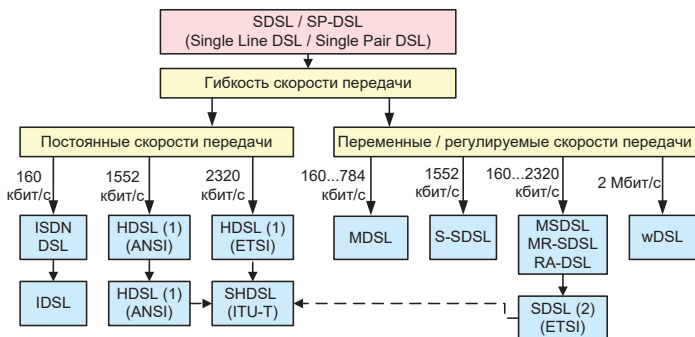 SDSL / SP-DSL
(Single Line DSL / Single Pair DSL)
Гибкость скорости передачи
Постоянные скорости передачи
Переменные / регулируемые скорости передачи
160
кбит/с
1552
кбит/с
2320
кбит/с
160...784
кбит/с
1552
кбит/с
160...2320
кбит/с
2 Мбит/с
ISDN
DSL
HDSL (1)
(ANSI)
HDSL (1)
(ETSI)
MDSL
S-SDSL
MSDSL
MR-SDSL
RA-DSL
wDSL
IDSL
HDSL (1)
(ANSI)
SHDSL
(ITU-T)
SDSL (2)
(ETSI)